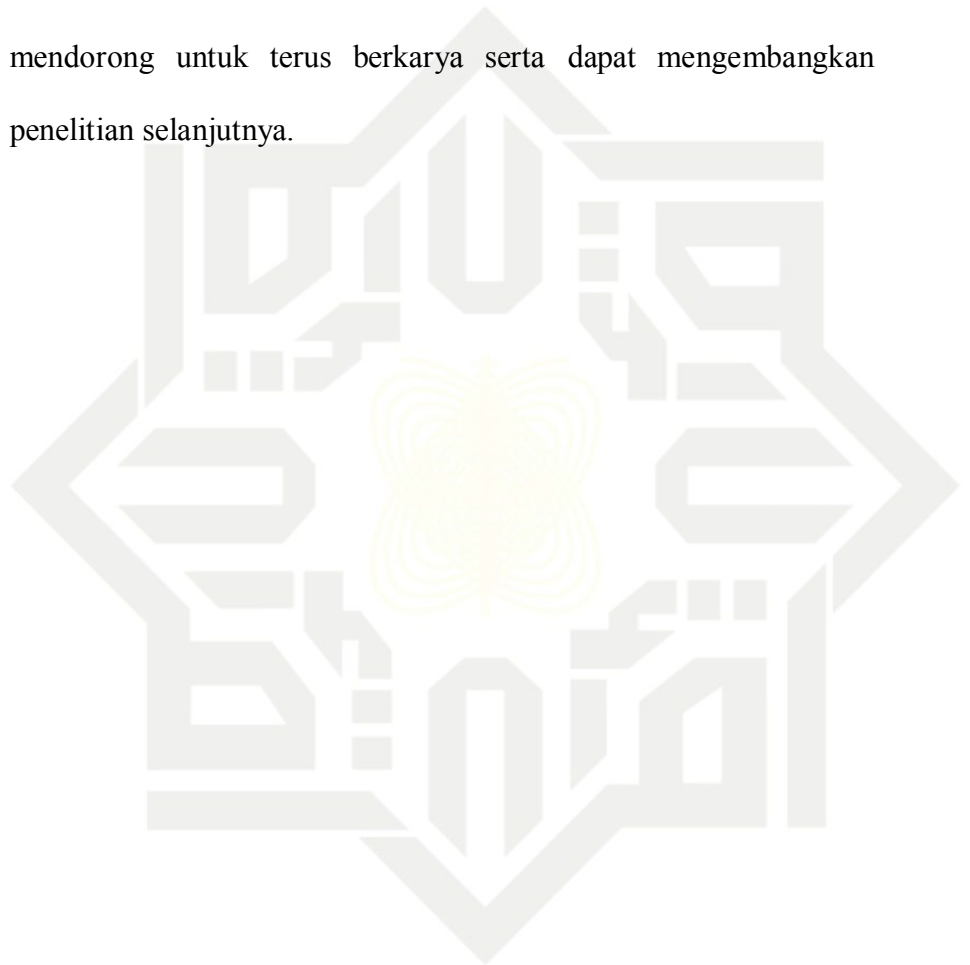 mendorong untuk terus berkarya serta dapat mengembangkan
penelitian selanjutnya.